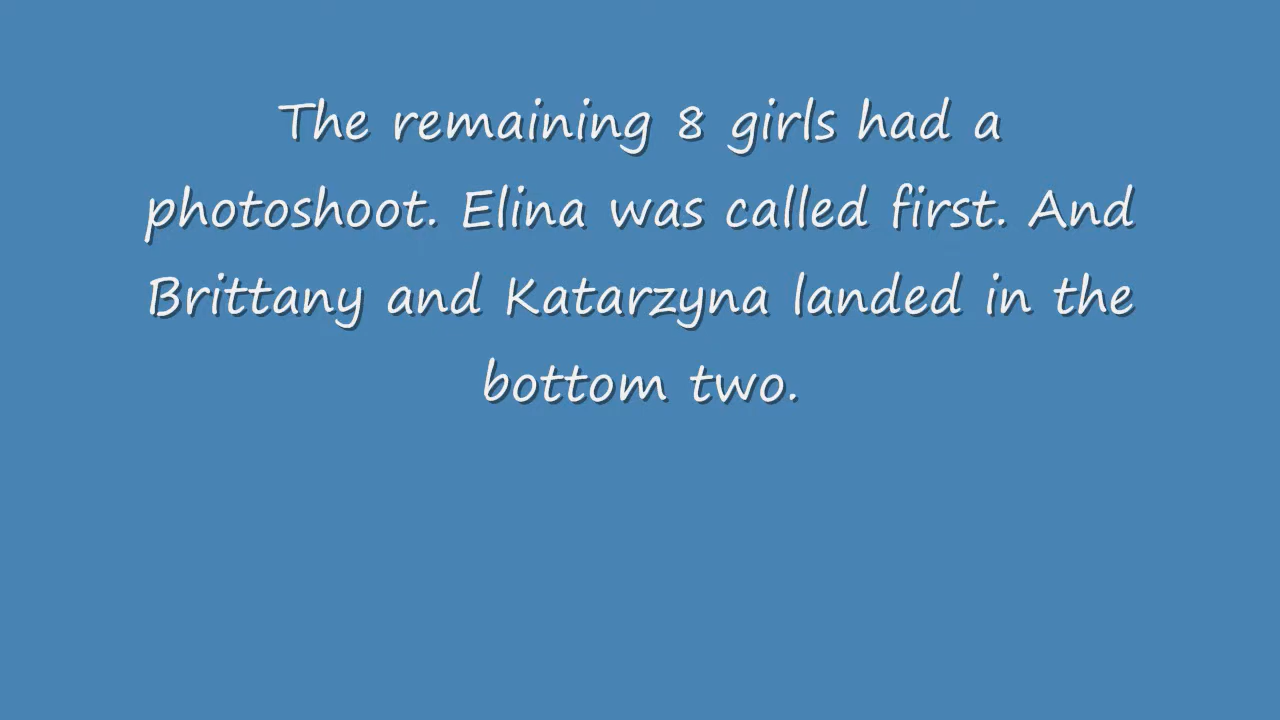 The remaining 8 girls had a
photoshoot. Elina was called first. And
Brittany and Katarzyna landed in the
bottom two.